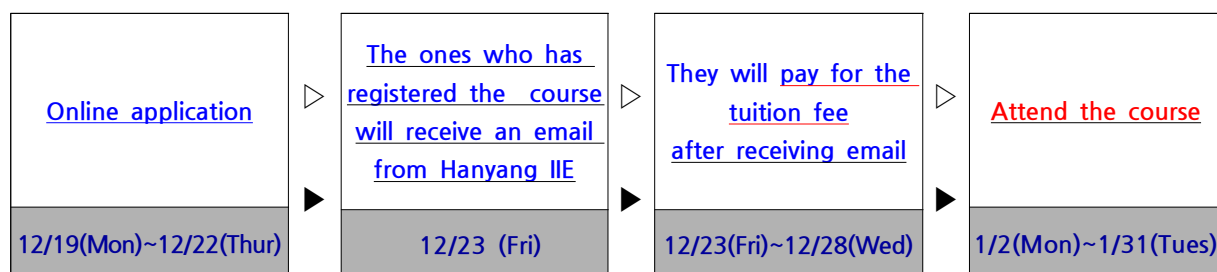 Online application
The ones who has
registered the course
will receive an email
from Hanyang IIE
They will pay for the
tuition fee
after receiving email
Attend the course
12/19(Mon)~12/22(Thur)
12/23 (Fri)
12/23(Fri)~12/28(Wed)
1/2(Mon)~1/31(Tues)